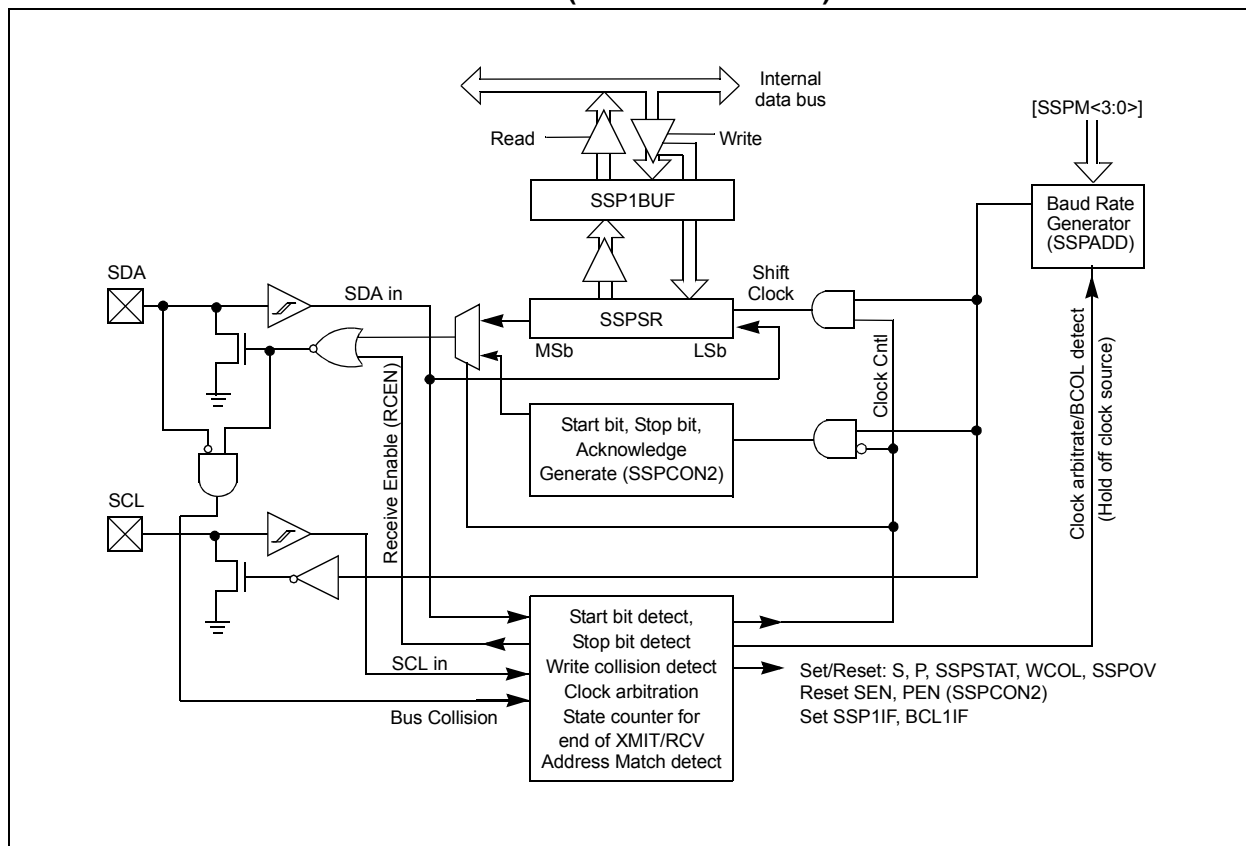 Internal
data bus
[SSPM<3:0>]
Read
Write
SSP1BUF
Baud Rate
Generator
(SSPADD)
SDA
SDA in
Shift
Clock
SSPSR
MSb
LSb
Clock Cntl
Receive Enable (RCEN)
Clock arbitrate/BCOL detect
(Hold off clock source)
Start bit, Stop bit,
Acknowledge
Generate (SSPCON2)
SCL
SCL in
Bus Collision
Start bit detect,
Stop bit detect
Write collision detect
Clock arbitration
State counter for
end of XMIT/RCV
Address Match detect
Set/Reset: S, P, SSPSTAT, WCOL, SSPOV
Reset SEN, PEN (SSPCON2)
Set SSP1IF, BCL1IF